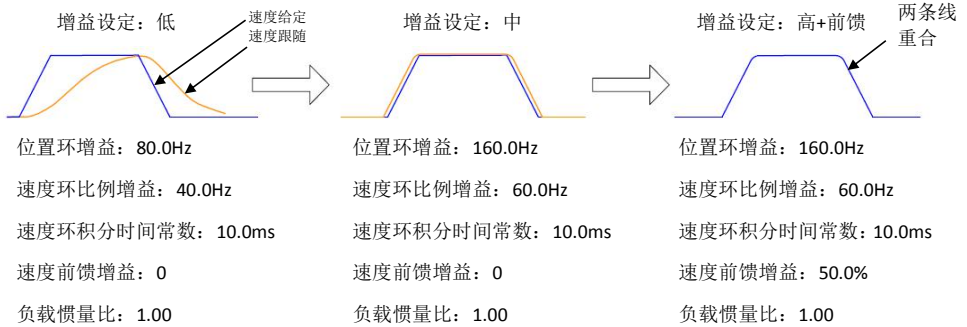 增益设定：低
速度给定
速度跟随
增益设定：中
增益设定：高+前馈
两条线
重合
位置环增益：80.0Hz
速度环比例增益：40.0Hz
速度环积分时间常数：10.0ms
速度前馈增益：0
负载惯量比：1.00
位置环增益：160.0Hz
速度环比例增益：60.0Hz
速度环积分时间常数：10.0ms
速度前馈增益：0
负载惯量比：1.00
位置环增益：160.0Hz
速度环比例增益：60.0Hz
速度环积分时间常数：10.0ms
速度前馈增益：50.0%
负载惯量比：1.00